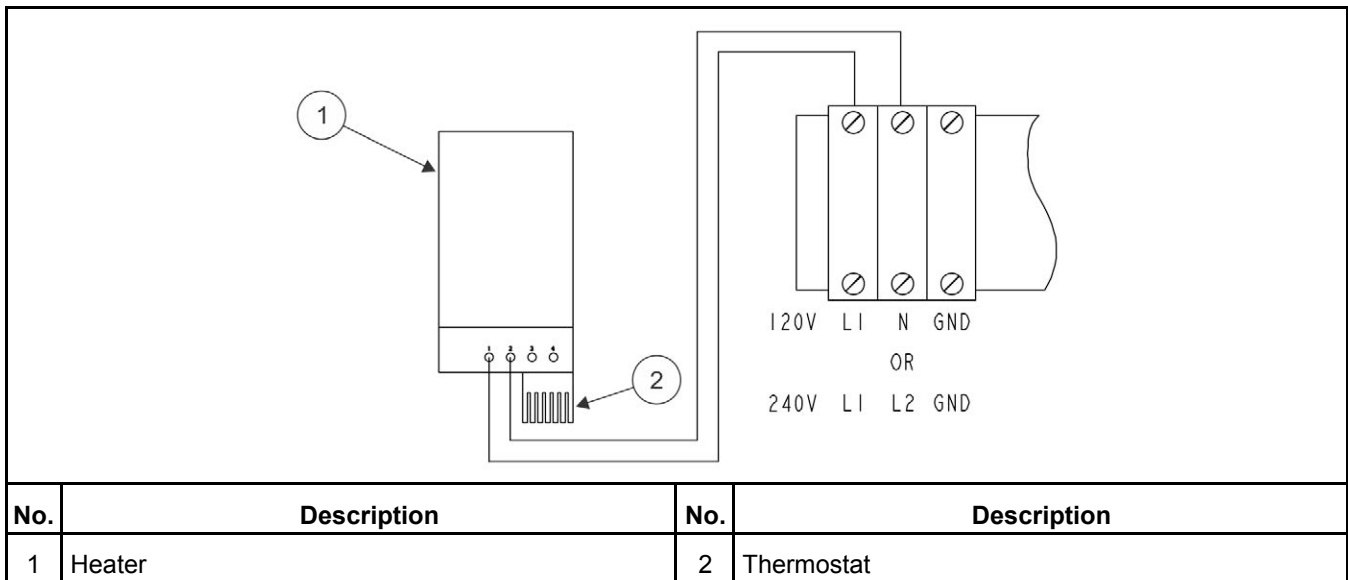 1
1 2 3 4
2
120V L1 N GND
OR
240V L1 L2 GND
No. Description No. Description
1 Heater 2 Thermostat